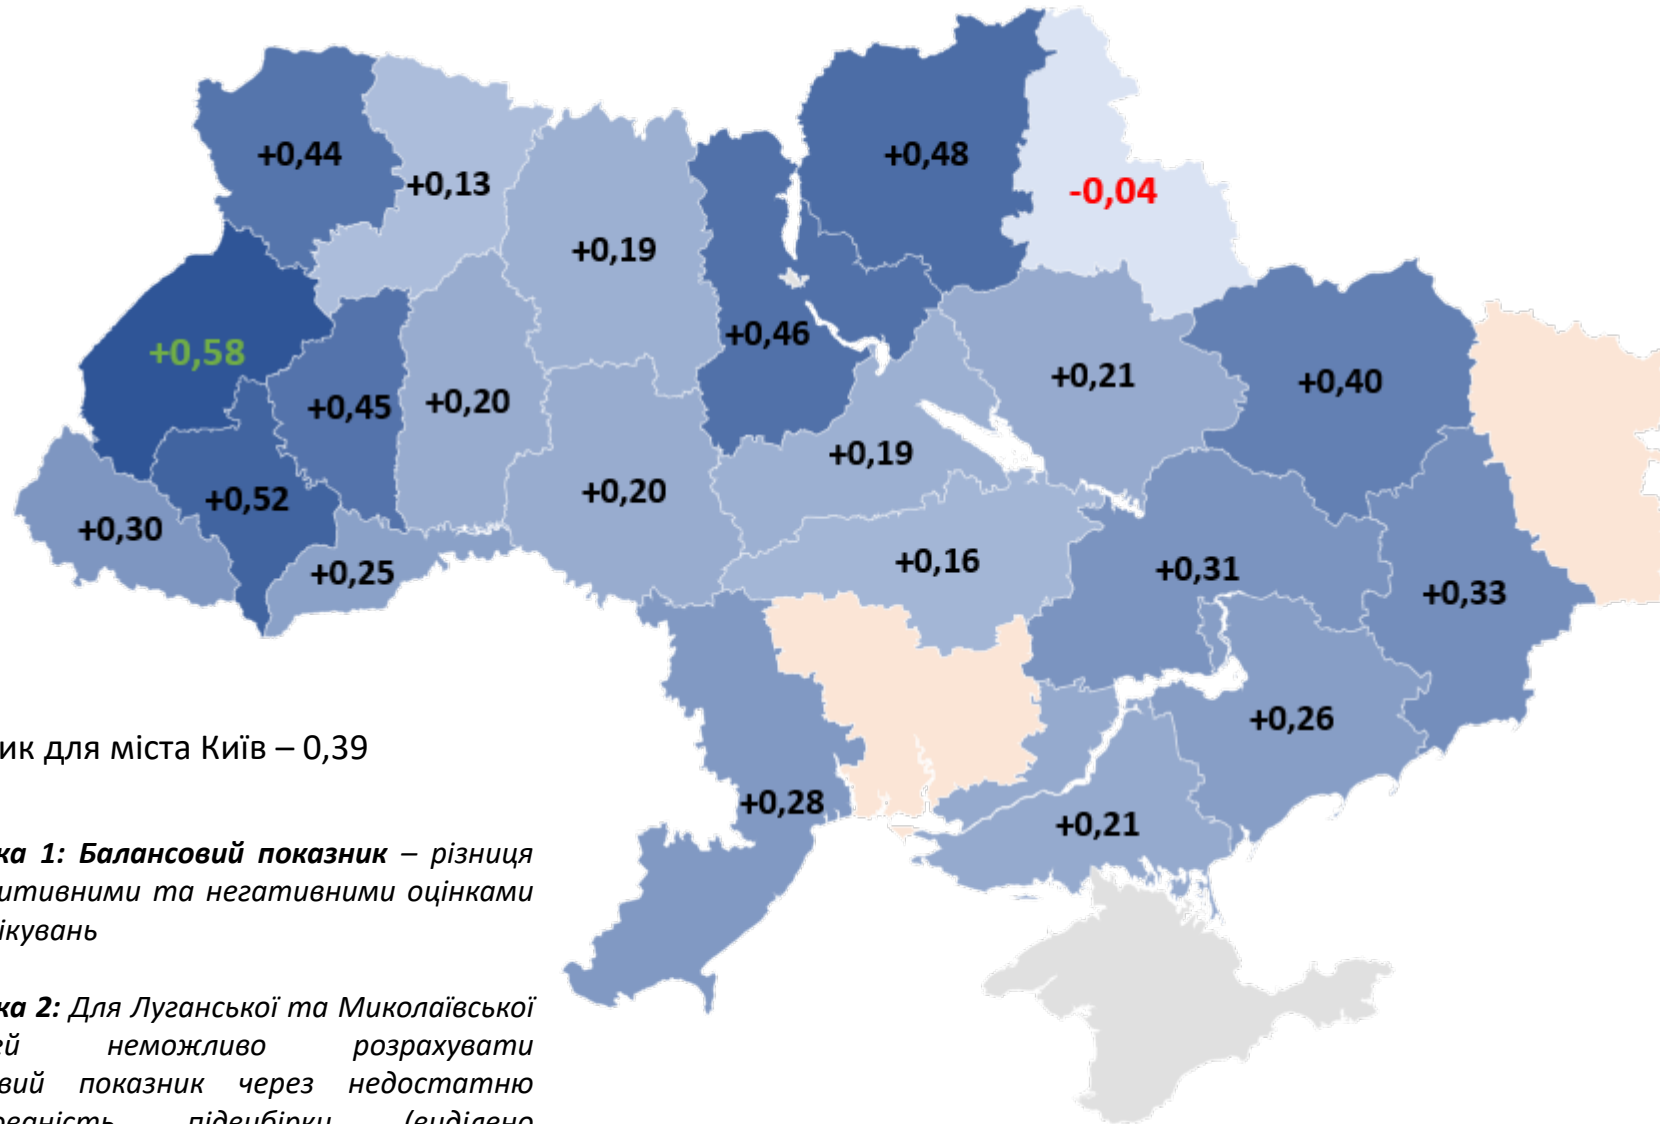 +0,48
+0,44
+0,13
-0,04
+0,19
+0,46
+0,58
+0,21
+0,40
+0,45
+0,20
+0,19
+0,20
+0,52
+0,30
+0,25
+0,16
+0,31
+0,33
+0,26
+0,28
+0,21
ик для міста Київ – 0,39
ка 1: Балансовий показник – різниця
итивними та негативними оцінками
ікувань
ка 2: Для Луганської та Миколаївської
ей неможливо розрахувати
вий показник через недостатню
ованість підвибірки (виділено